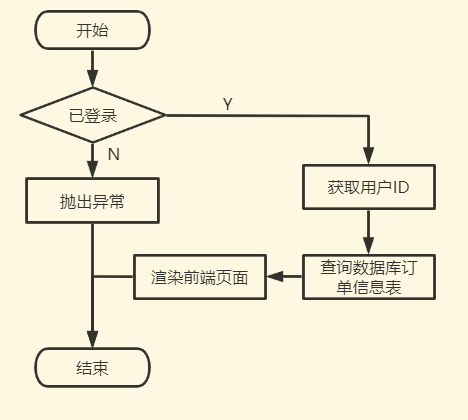 开始
已登录
Y
N
抛出异常
获取用户ID
查询数据库订
单信息表
渲染前端页面
结束